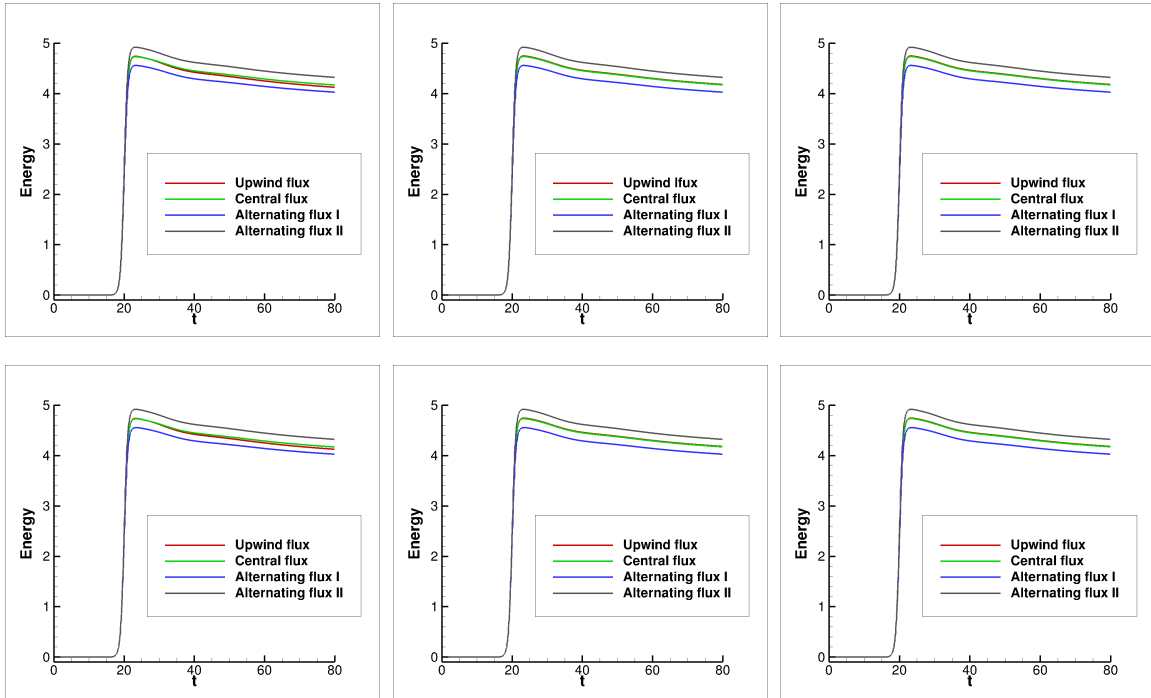 5
4
3
2
1
0
Energy
Upwind flux
Central flux
Alternating flux I
Alternating flux II
0 20 40 60 80
t
5
4
3
2
1
0
Energy
Upwind lfux
Central flux
Alternating flux I
Alternating flux II
0 20 40 60 80
t
5
4
3
2
1
0
Energy
Upwind flux
Central flux
Alternating flux I
Alternating flux II
0 20 40 60 80
t
5
4
3
2
1
0
Energy
Upwind flux
Central flux
Alternating flux I
Alternating flux II
0 20 40 60 80
t
5
4
3
2
1
0
Energy
Upwind flux
Central flux
Alternating flux I
Alternating flux II
0 20 40 60 80
t
5
4
3
2
1
0
Energy
Upwind flux
Central flux
Alternating flux I
Alternating flux II
0 20 40 60 80
t